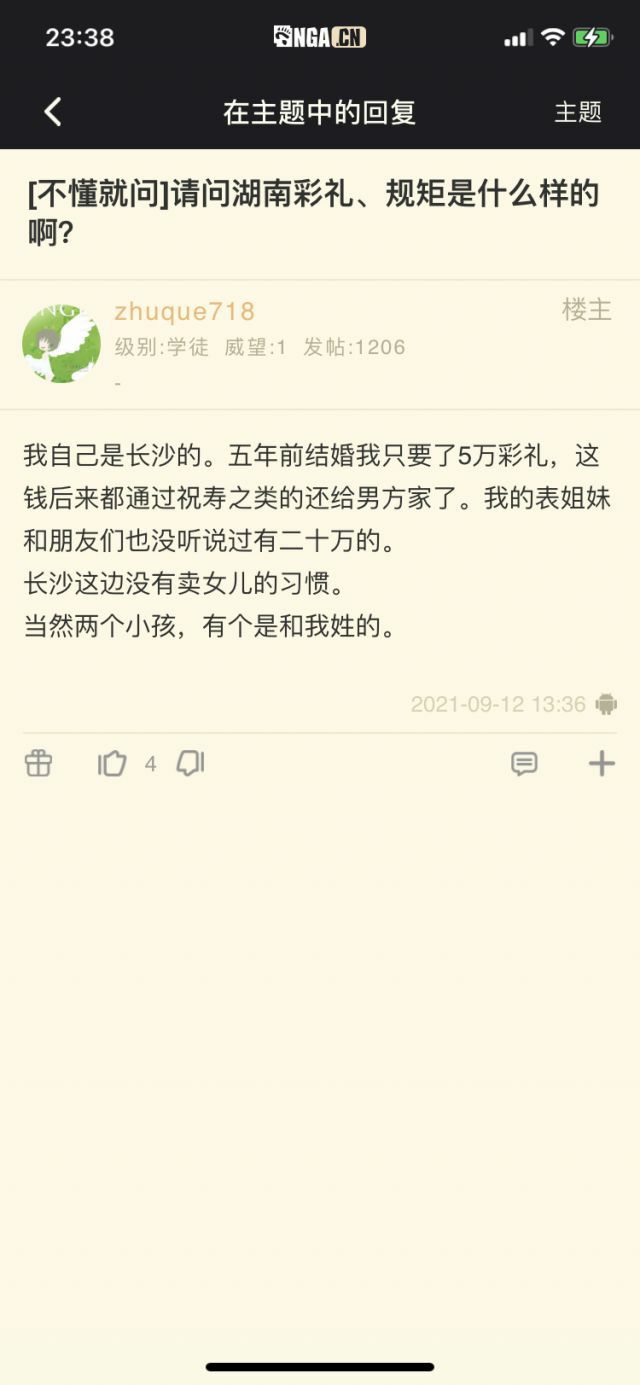 23:38
NGA.CN
在主题中的回复
主题
[不懂就问]请问湖南彩礼、规矩是什么样的
啊?
zhuque718
楼主
级别:学徒 威望:1 发帖:1206
-
我自己是长沙的。五年前结婚我只要了5万彩礼，这
钱后来都通过祝寿之类的还给男方家了。我的表姐妹
和朋友们也没听说过有二十万的。
长沙这边没有卖女儿的习惯。
当然两个小孩，有个是和我姓的。
2021-09-12 13:36
4